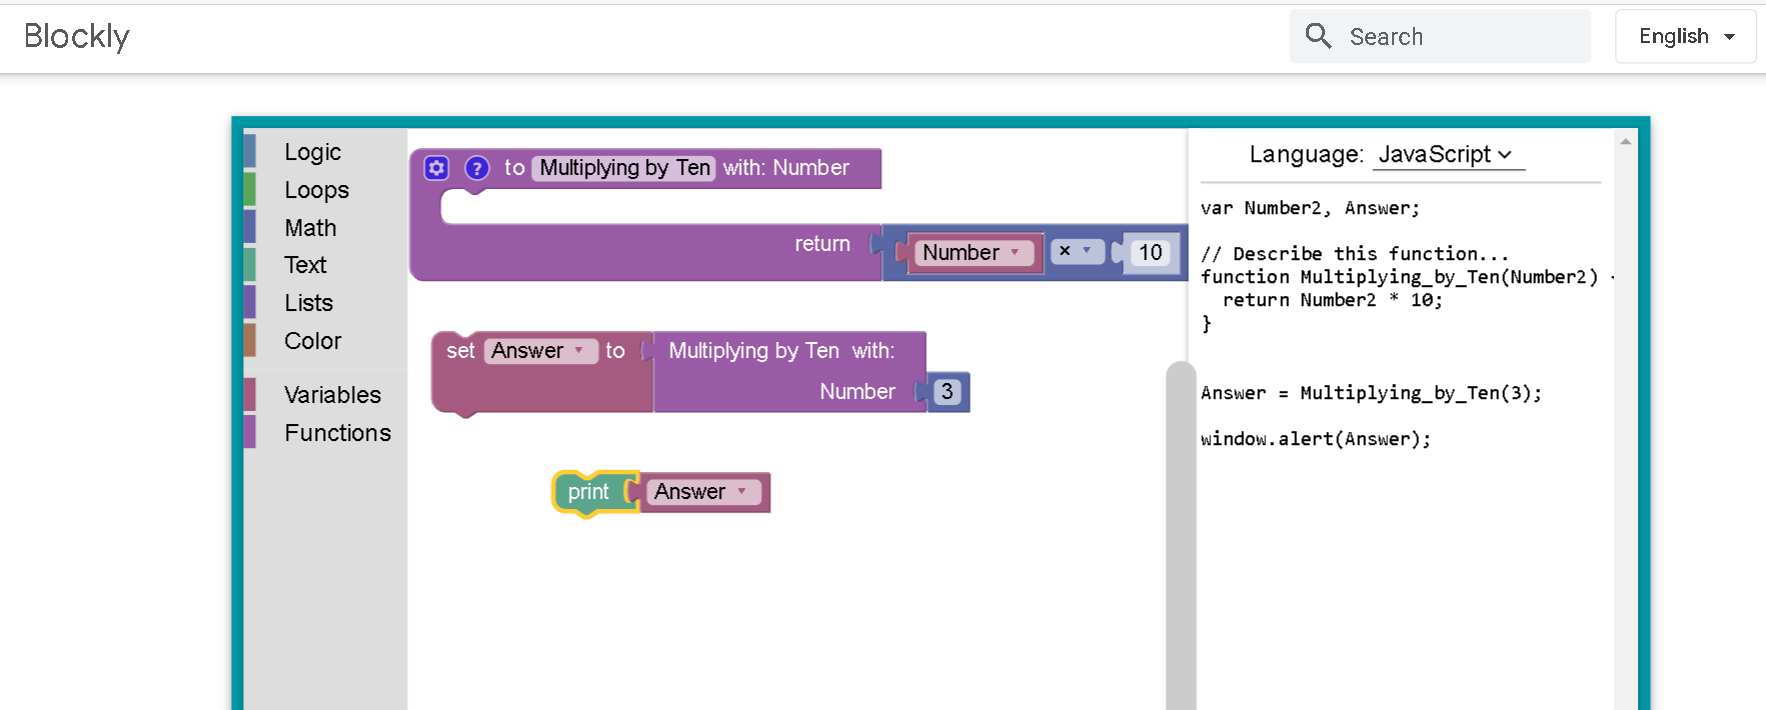 Blockly
Search
English
Logic
Loops
Math
Text
Lists
Color
Variables
Functions
? to Multiplying by Ten with: Number
return Number × 10
set Answer to Multiplying by Ten with:
Number 3
print Answer
Language: JavaScript
var Number2, Answer;
// Describe this function...
function Multiplying_by_Ten(Number2)
return Number2 * 10;
}
Answer = Multiplying_by_Ten(3);
window.alert(Answer);